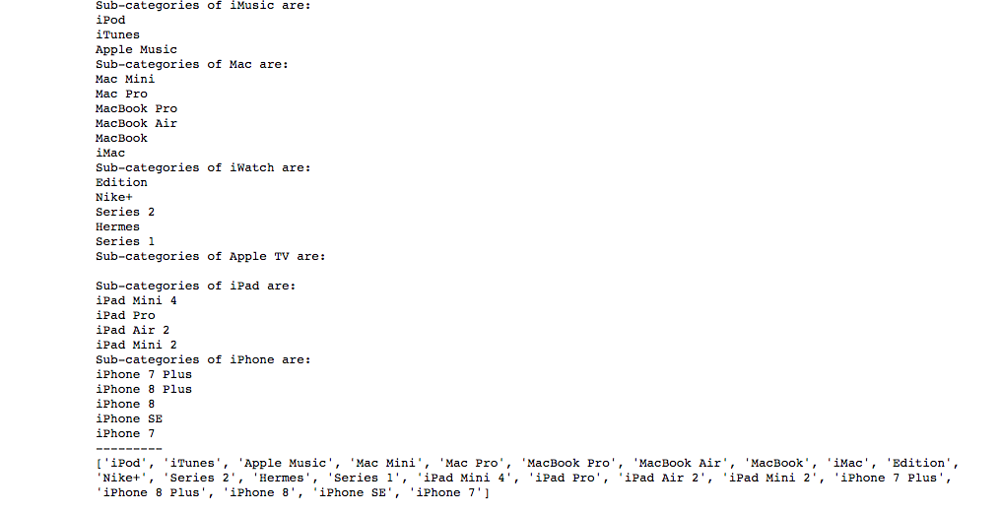 Sub-categories of iMusic are:
iPod
iTunes
Apple Music
Sub-categories of Mac are:
Mac Mini
Mac Pro
MacBook Pro
MacBook Air
MacBook
iMac
Sub-categories of iWatch are:
Edition
Nike+
Series 2
Hermes
Series 1
Sub-categories of Apple TV are:
Sub-categories of iPad are:
iPad Mini 4
iPad Pro
iPad Air 2
iPad Mini 2
Sub-categories of iPhone are:
iPhone 7 Plus
iPhone 8 Plus
iPhone 8
iPhone SE
iPhone 7
---------
['iPod', 'iTunes', 'Apple Music', 'Mac Mini', 'Mac Pro', 'MacBook Pro', 'MacBook Air', 'MacBook', 'iMac', 'Edition',
'Nike+', 'Series 2', 'Hermes', 'Series 1', 'iPad Mini 4', 'iPad Pro', 'iPad Air 2', 'iPad Mini 2', 'iPhone 7 Plus',
'iPhone 8 Plus', 'iPhone 8', 'iPhone SE', 'iPhone 7']